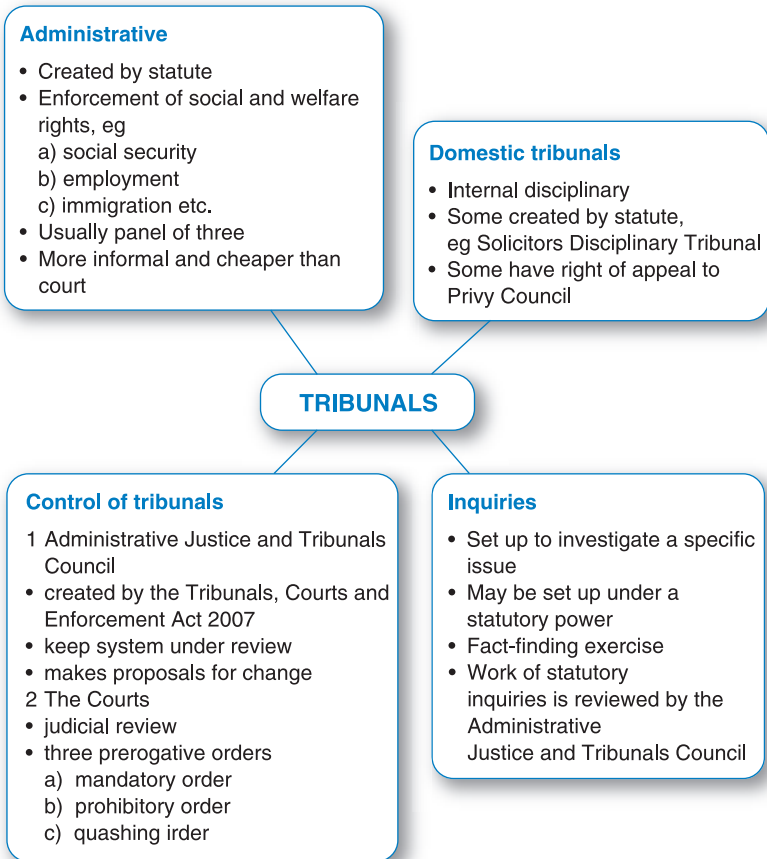 Administrative
• Created by statute
• Enforcement of social and welfare
rights, eg
a) social security
b) employment
c) immigration etc.
• Usually panel of three
• More informal and cheaper than
court
Domestic tribunals
• Internal disciplinary
• Some created by statute,
eg Solicitors Disciplinary Tribunal
• Some have right of appeal to
Privy Council
TRIBUNALS
Control of tribunals
1 Administrative Justice and Tribunals
Council
• created by the Tribunals, Courts and
Enforcement Act 2007
• keep system under review
• makes proposals for change
2 The Courts
• judicial review
• three prerogative orders
a) mandatory order
b) prohibitory order
c) quashing irder
Inquiries
• Set up to investigate a specific
issue
• May be set up under a
statutory power
• Fact-finding exercise
• Work of statutory
inquiries is reviewed by the
Administrative
Justice and Tribunals Council